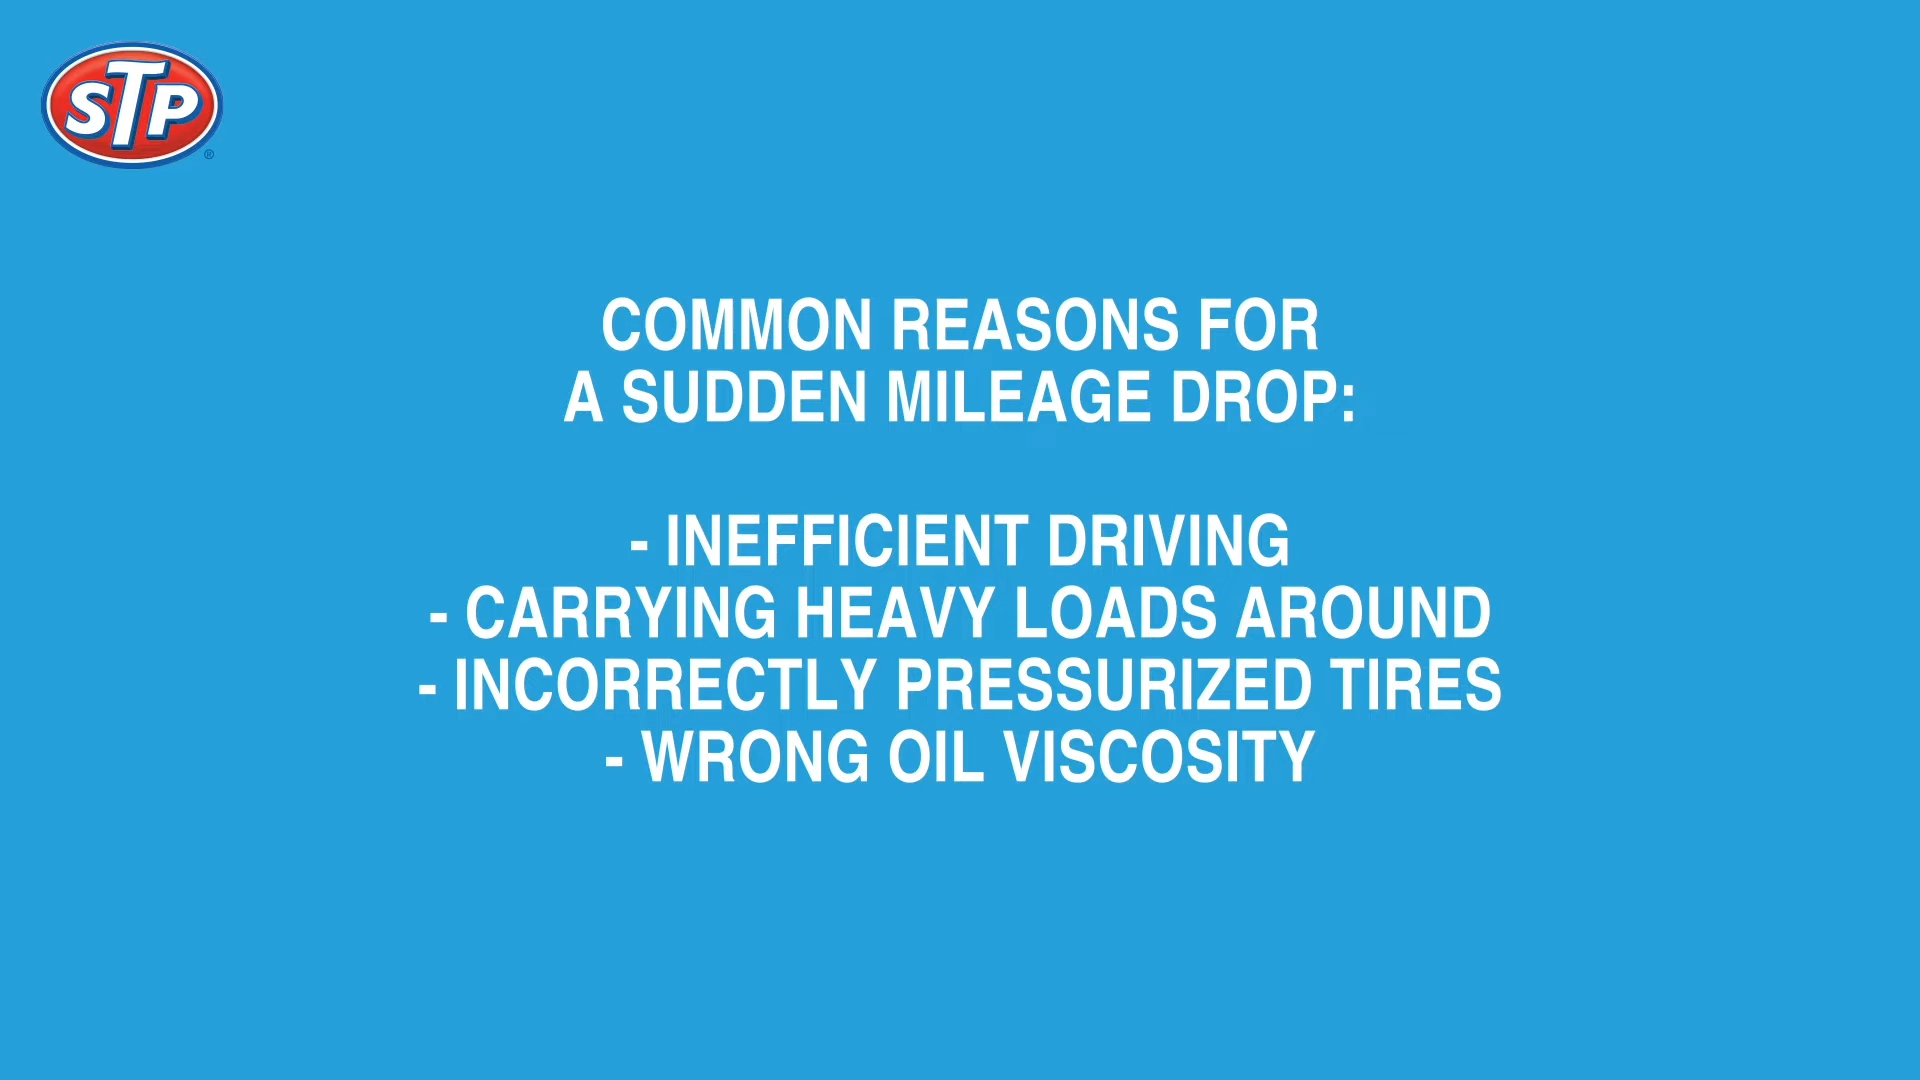 STP
®
COMMON REASONS FOR
A SUDDEN MILEAGE DROP:
- INEFFICIENT DRIVING
- CARRYING HEAVY LOADS AROUND
- INCORRECTLY PRESSURIZED TIRES
- WRONG OIL VISCOSITY